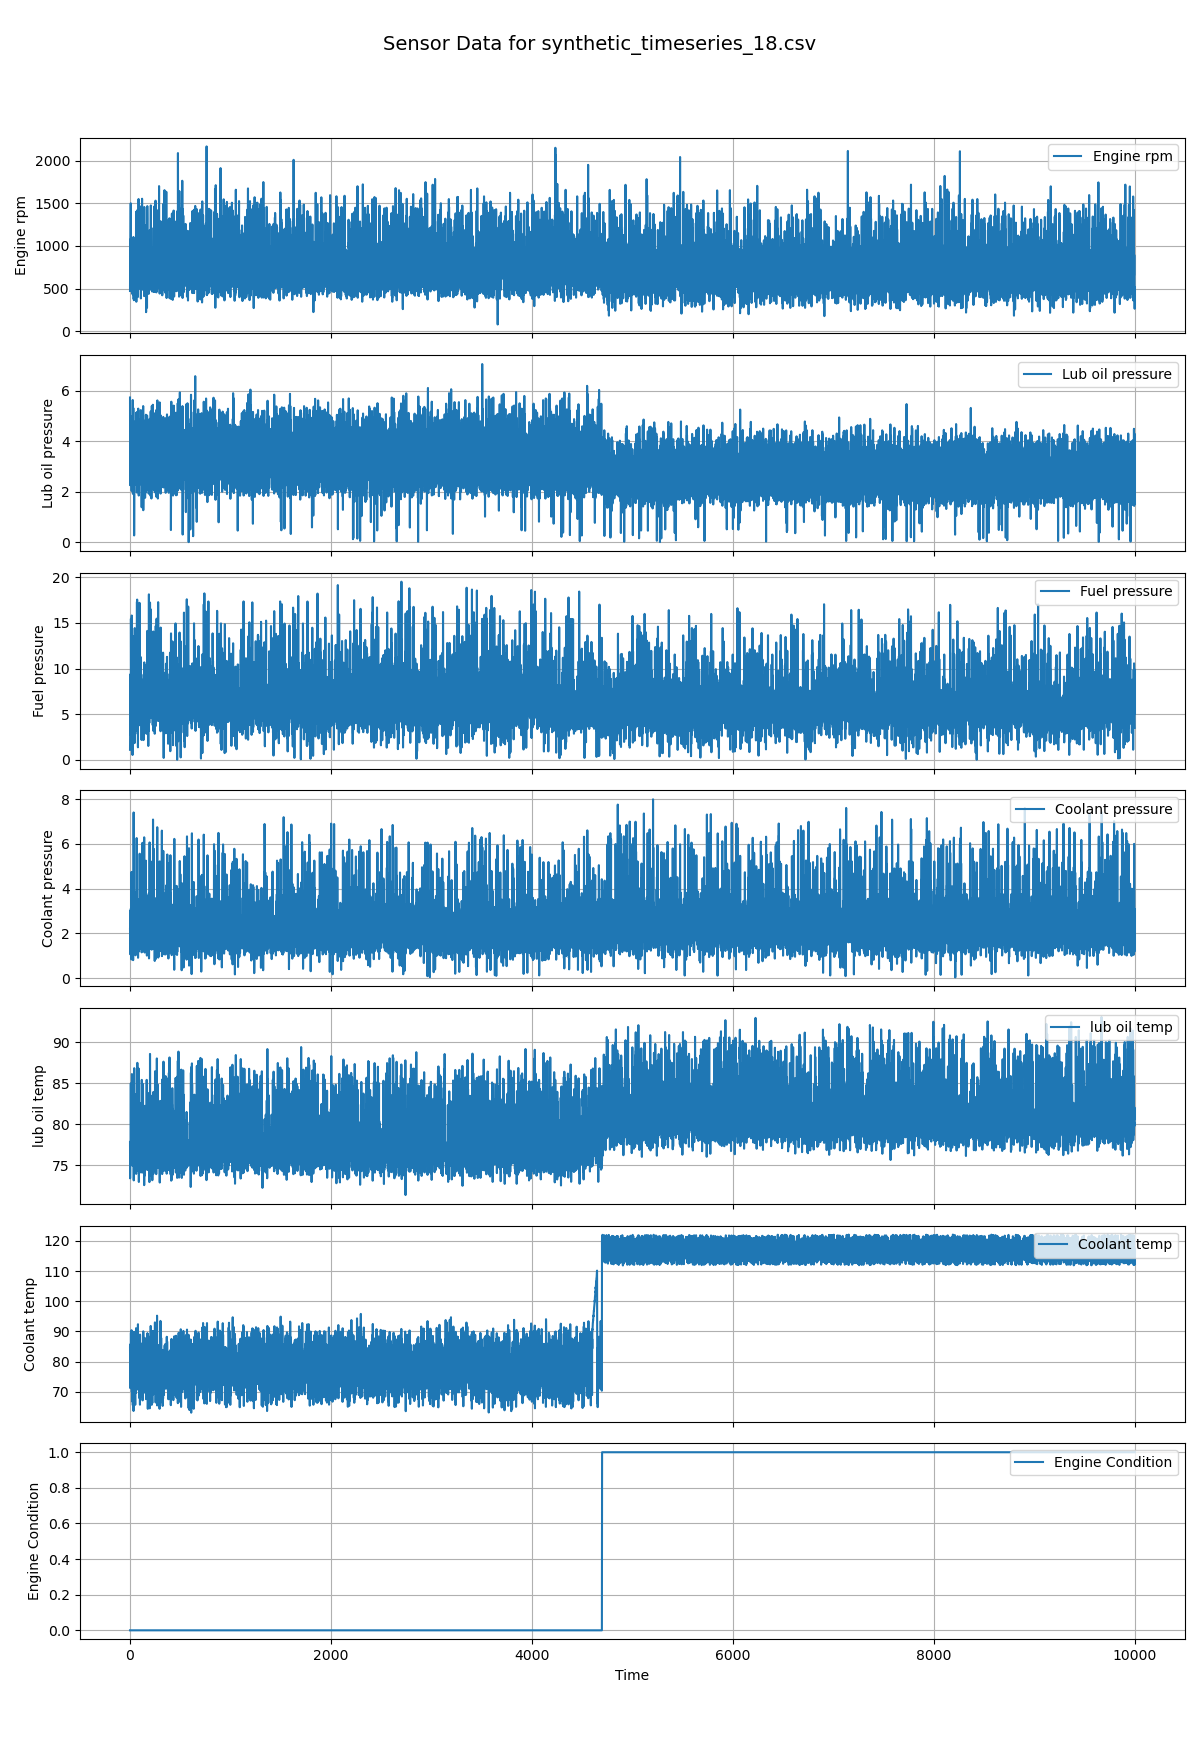 Sensor Data for synthetic_timeseries_18.csv
Engine rpm
2000
1500
1000
500
0
Engine rpm
Lub oil pressure
6
4
2
0
Lub oil pressure
Fuel pressure
20
15
10
5
0
Fuel pressure
Coolant pressure
8
6
4
2
0
Coolant pressure
lub oil temp
90
85
80
75
lub oil temp
Coolant temp
120
110
100
90
80
70
Coolant temp
Engine Condition
1.0
0.8
0.6
0.4
0.2
0.0
Engine Condition
0 2000 4000 6000 8000 10000
Time